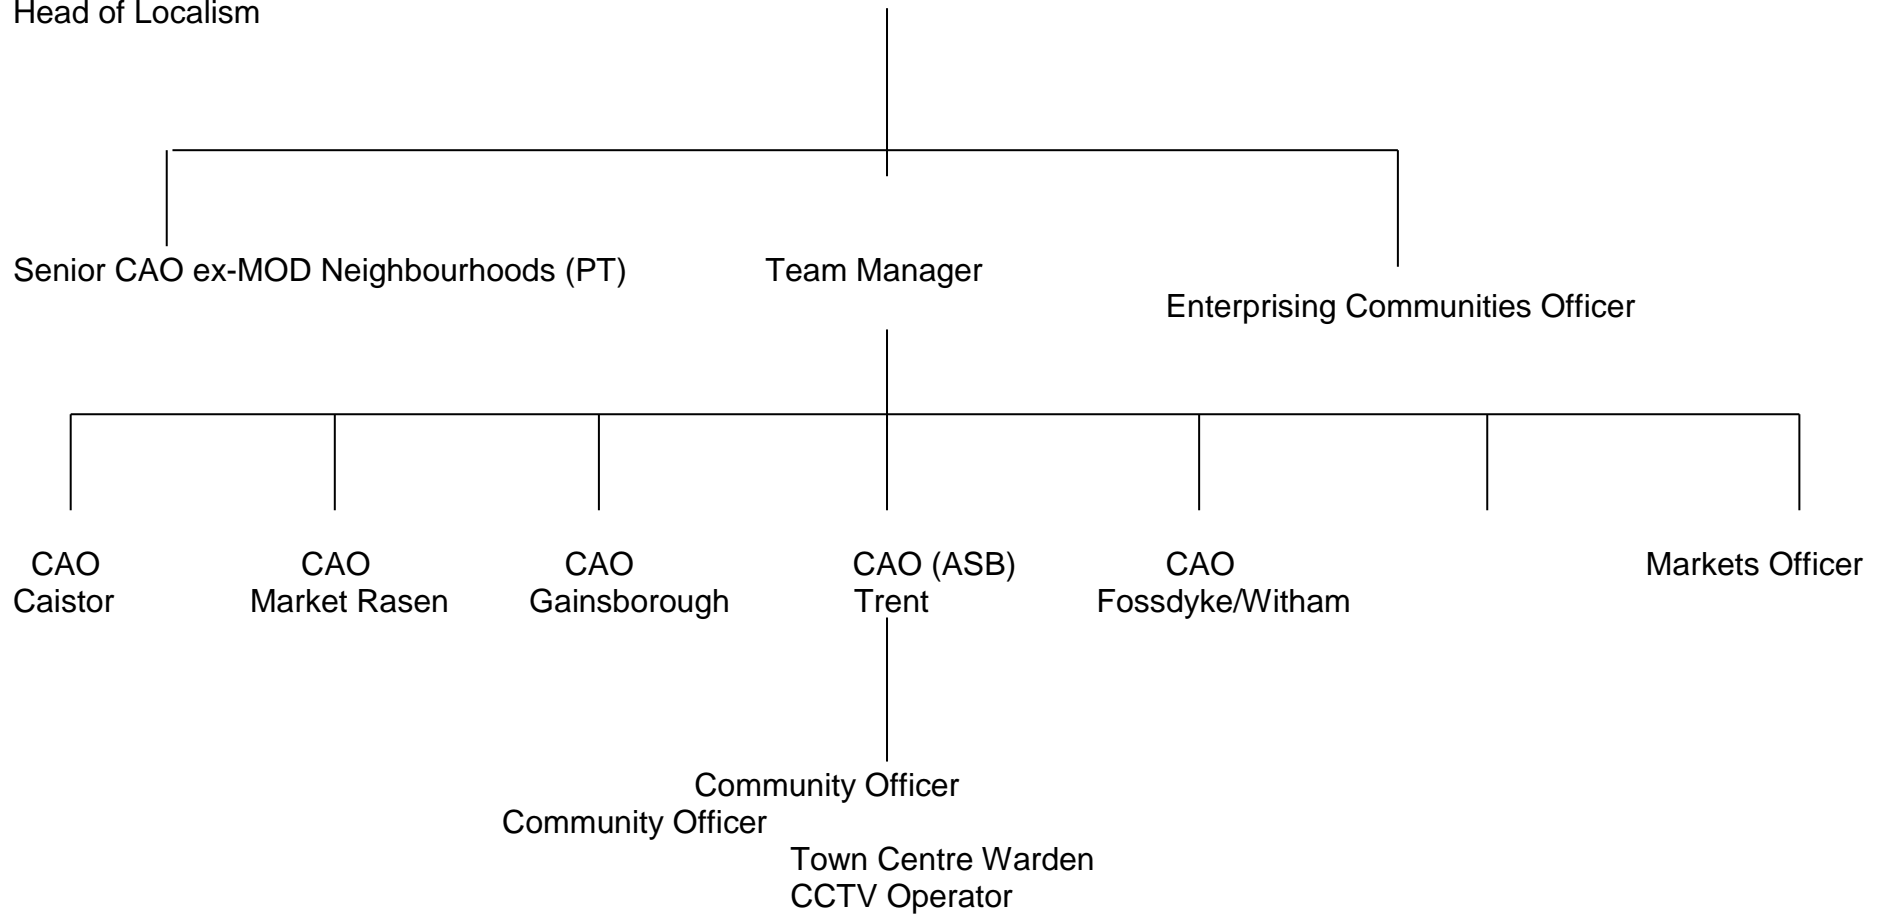 Head of Localism
Senior CAO ex-MOD Neighbourhoods (PT) Team Manager
Enterprising Communities Officer
CAO CAO CAO CAO (ASB) CAO Markets Officer
Caistor Market Rasen Gainsborough Trent Fossdyke/Witham
Community Officer
Community Officer
Town Centre Warden
CCTV Operator